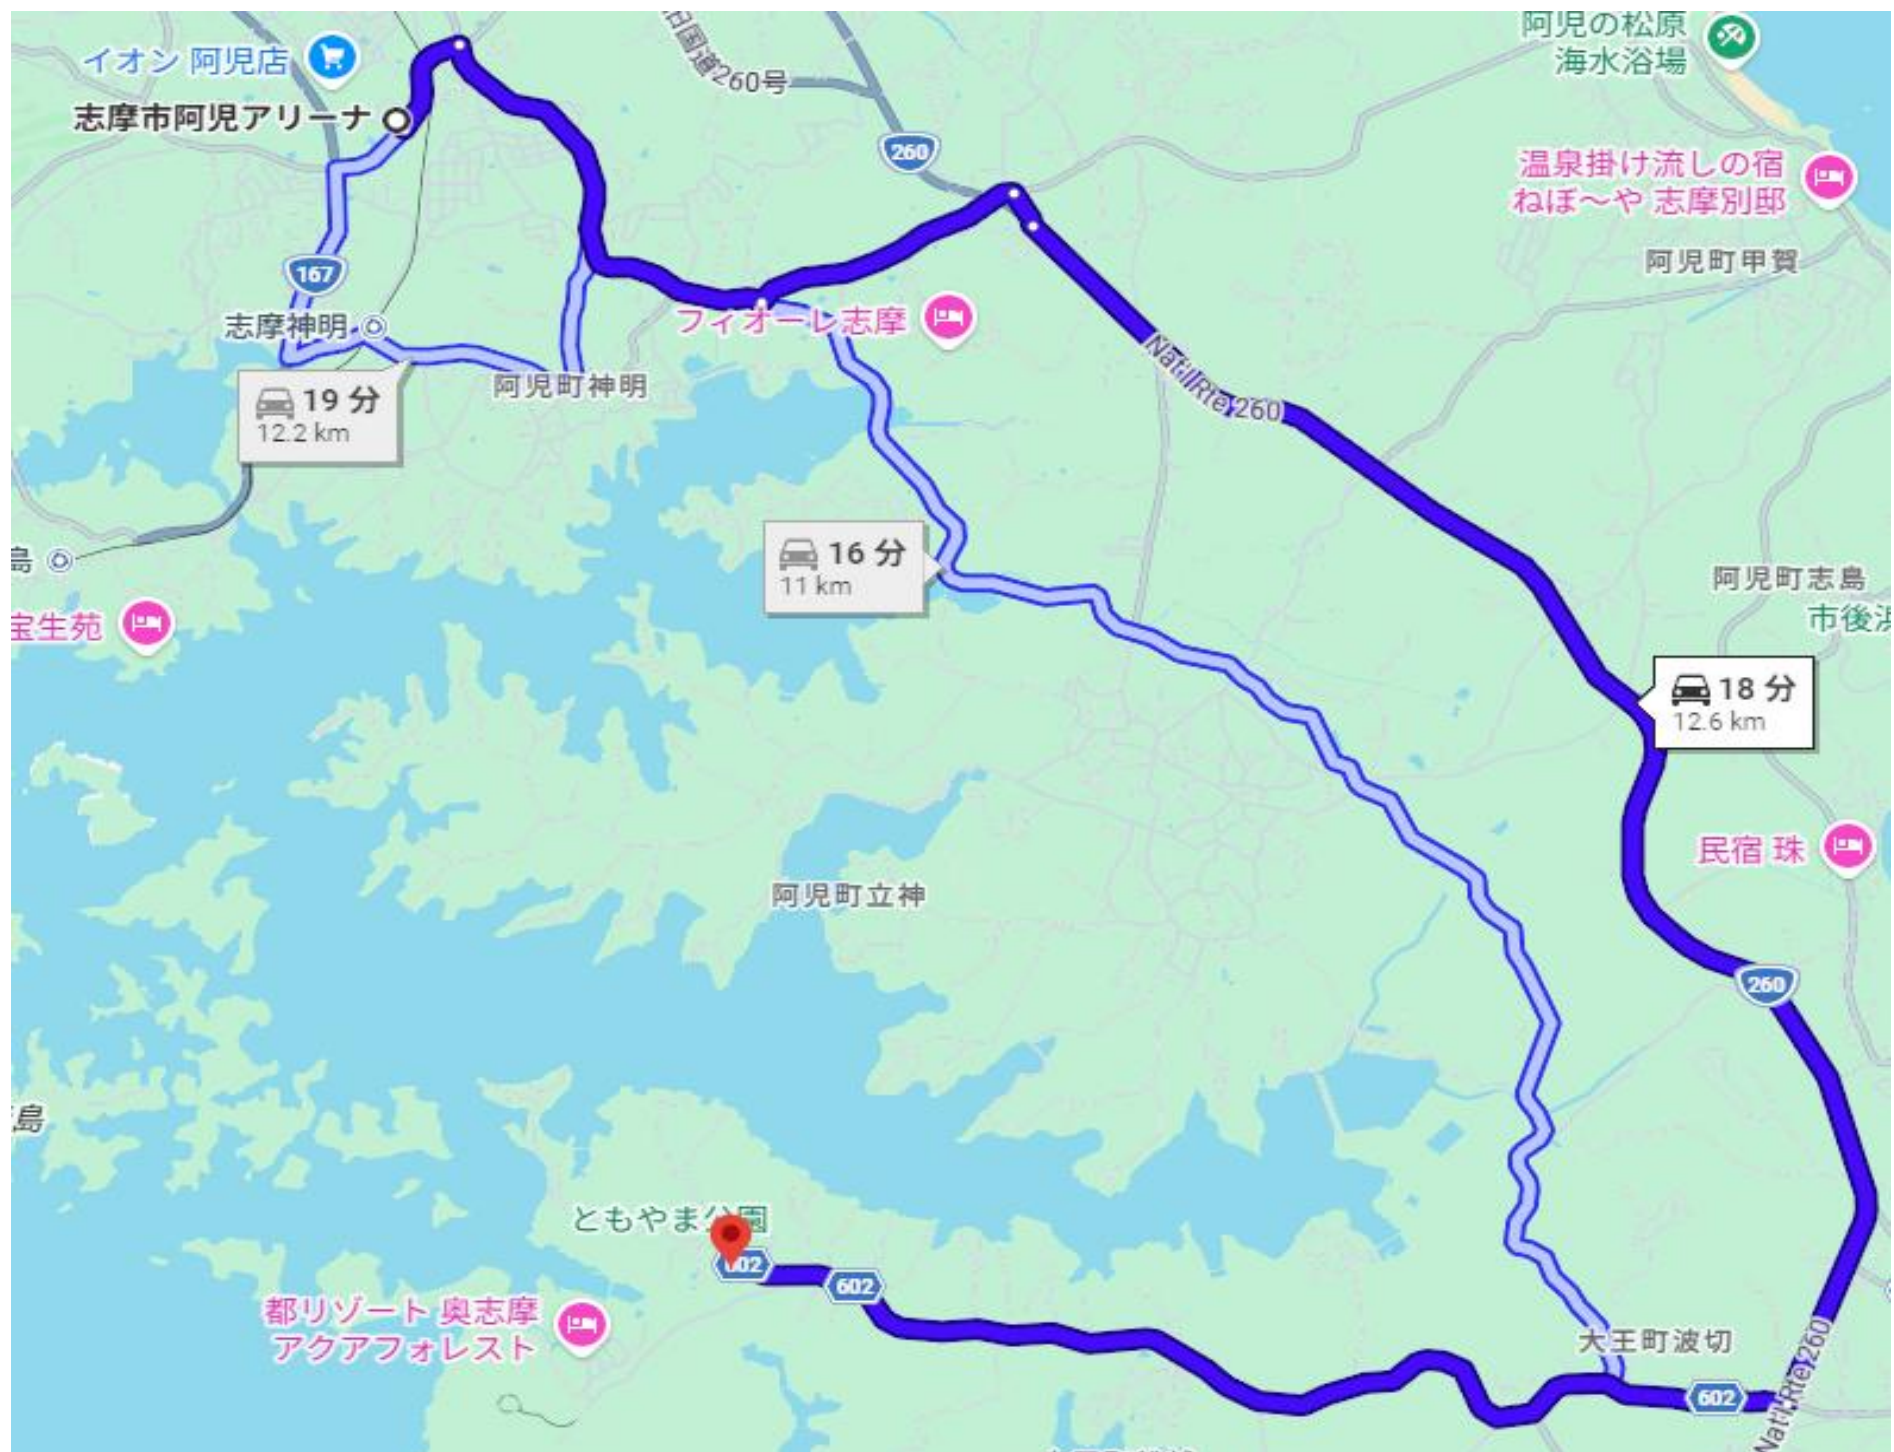 阿児の松原
海水浴場
旧国道260号
イオン 阿児店
志摩市阿児アリーナ
260
温泉掛け流しの宿
ねぼ〜や 志摩別邸
阿児町甲賀
167
志摩神明
フィオーレ志摩
Nat'l Rte 260
阿児町神明
19 分
12.2 km
16 分
11 km
島
宝生苑
阿児町志島
市後浜
18 分
12.6 km
民宿 珠
阿児町立神
260
島
ともやま公園
602
602
都リゾート 奥志摩
アクアフォレスト
大王町波切
602
Nat'l Rte 260